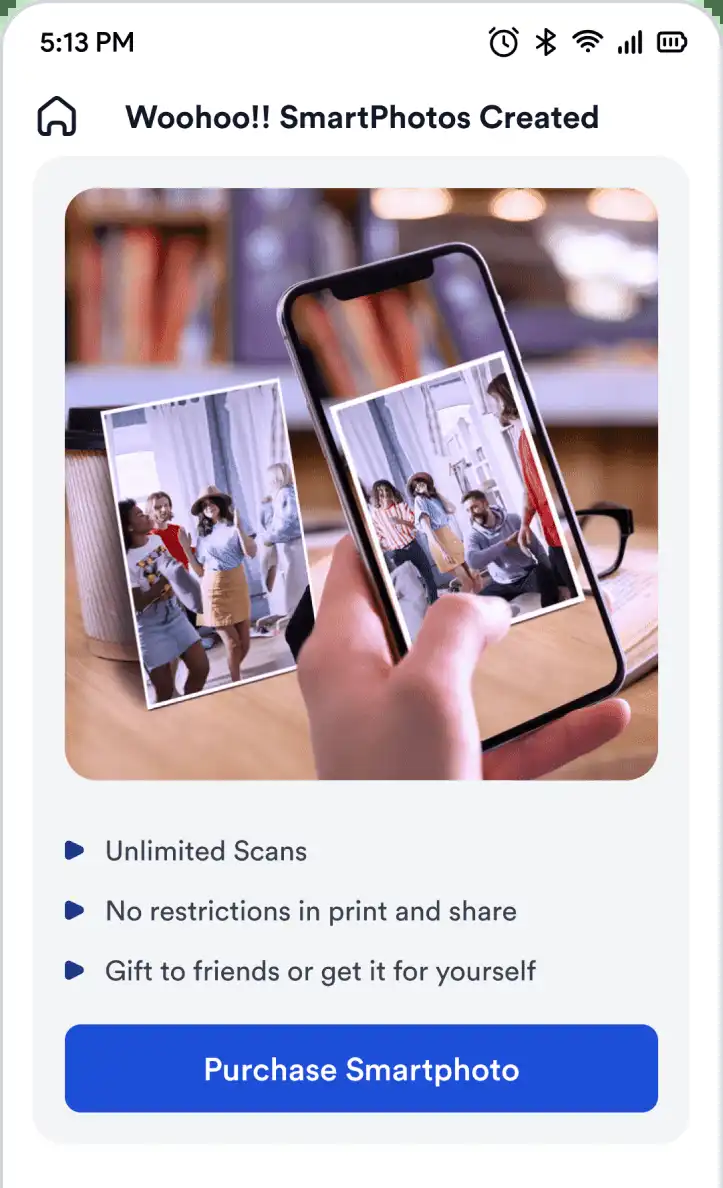 5:13 PM
Woohoo!! SmartPhotos Created
Unlimited Scans
No restrictions in print and share
Gift to friends or get it for yourself
Purchase Smartphoto